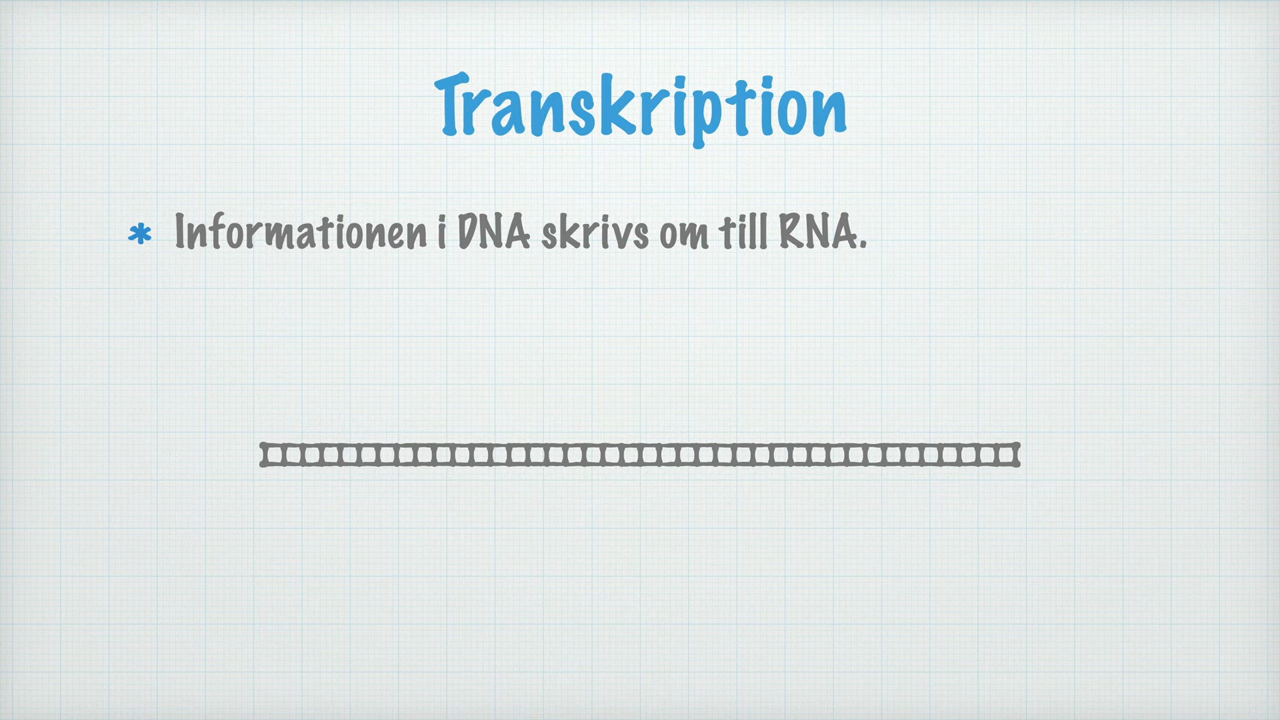 Transkription
* Informationen i DNA skrivs om till RNA.